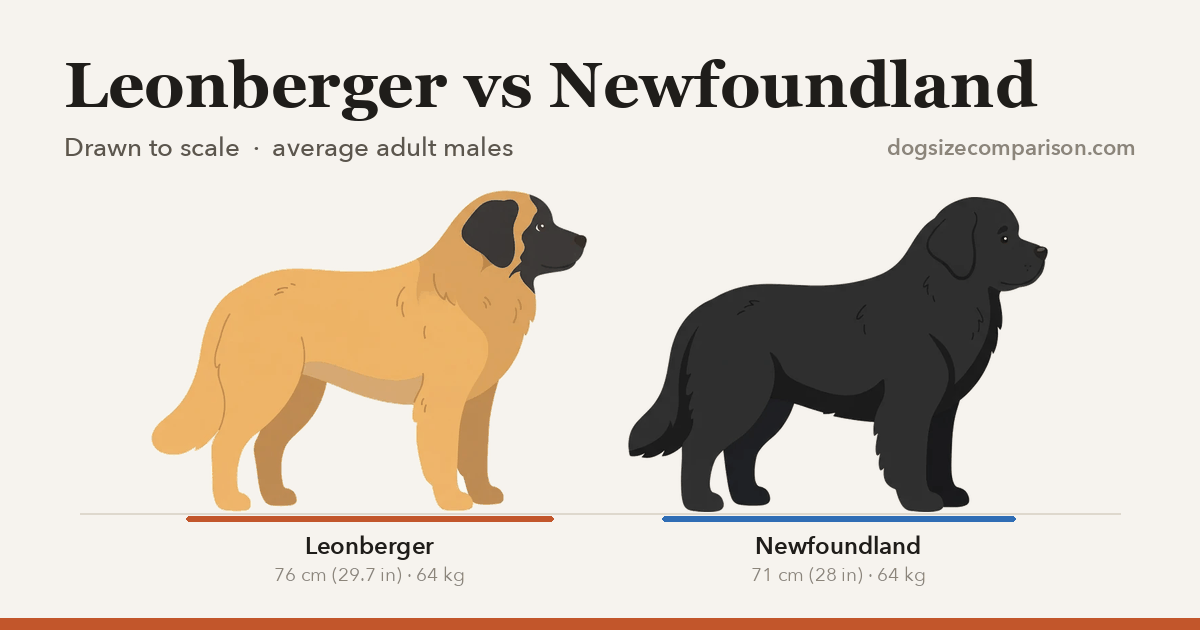 Leonberger vs Newfoundland
Drawn to scale · average adult males
dogsizecomparison.com
Leonberger
76 cm (29.7 in) · 64 kg
Newfoundland
71 cm (28 in) · 64 kg